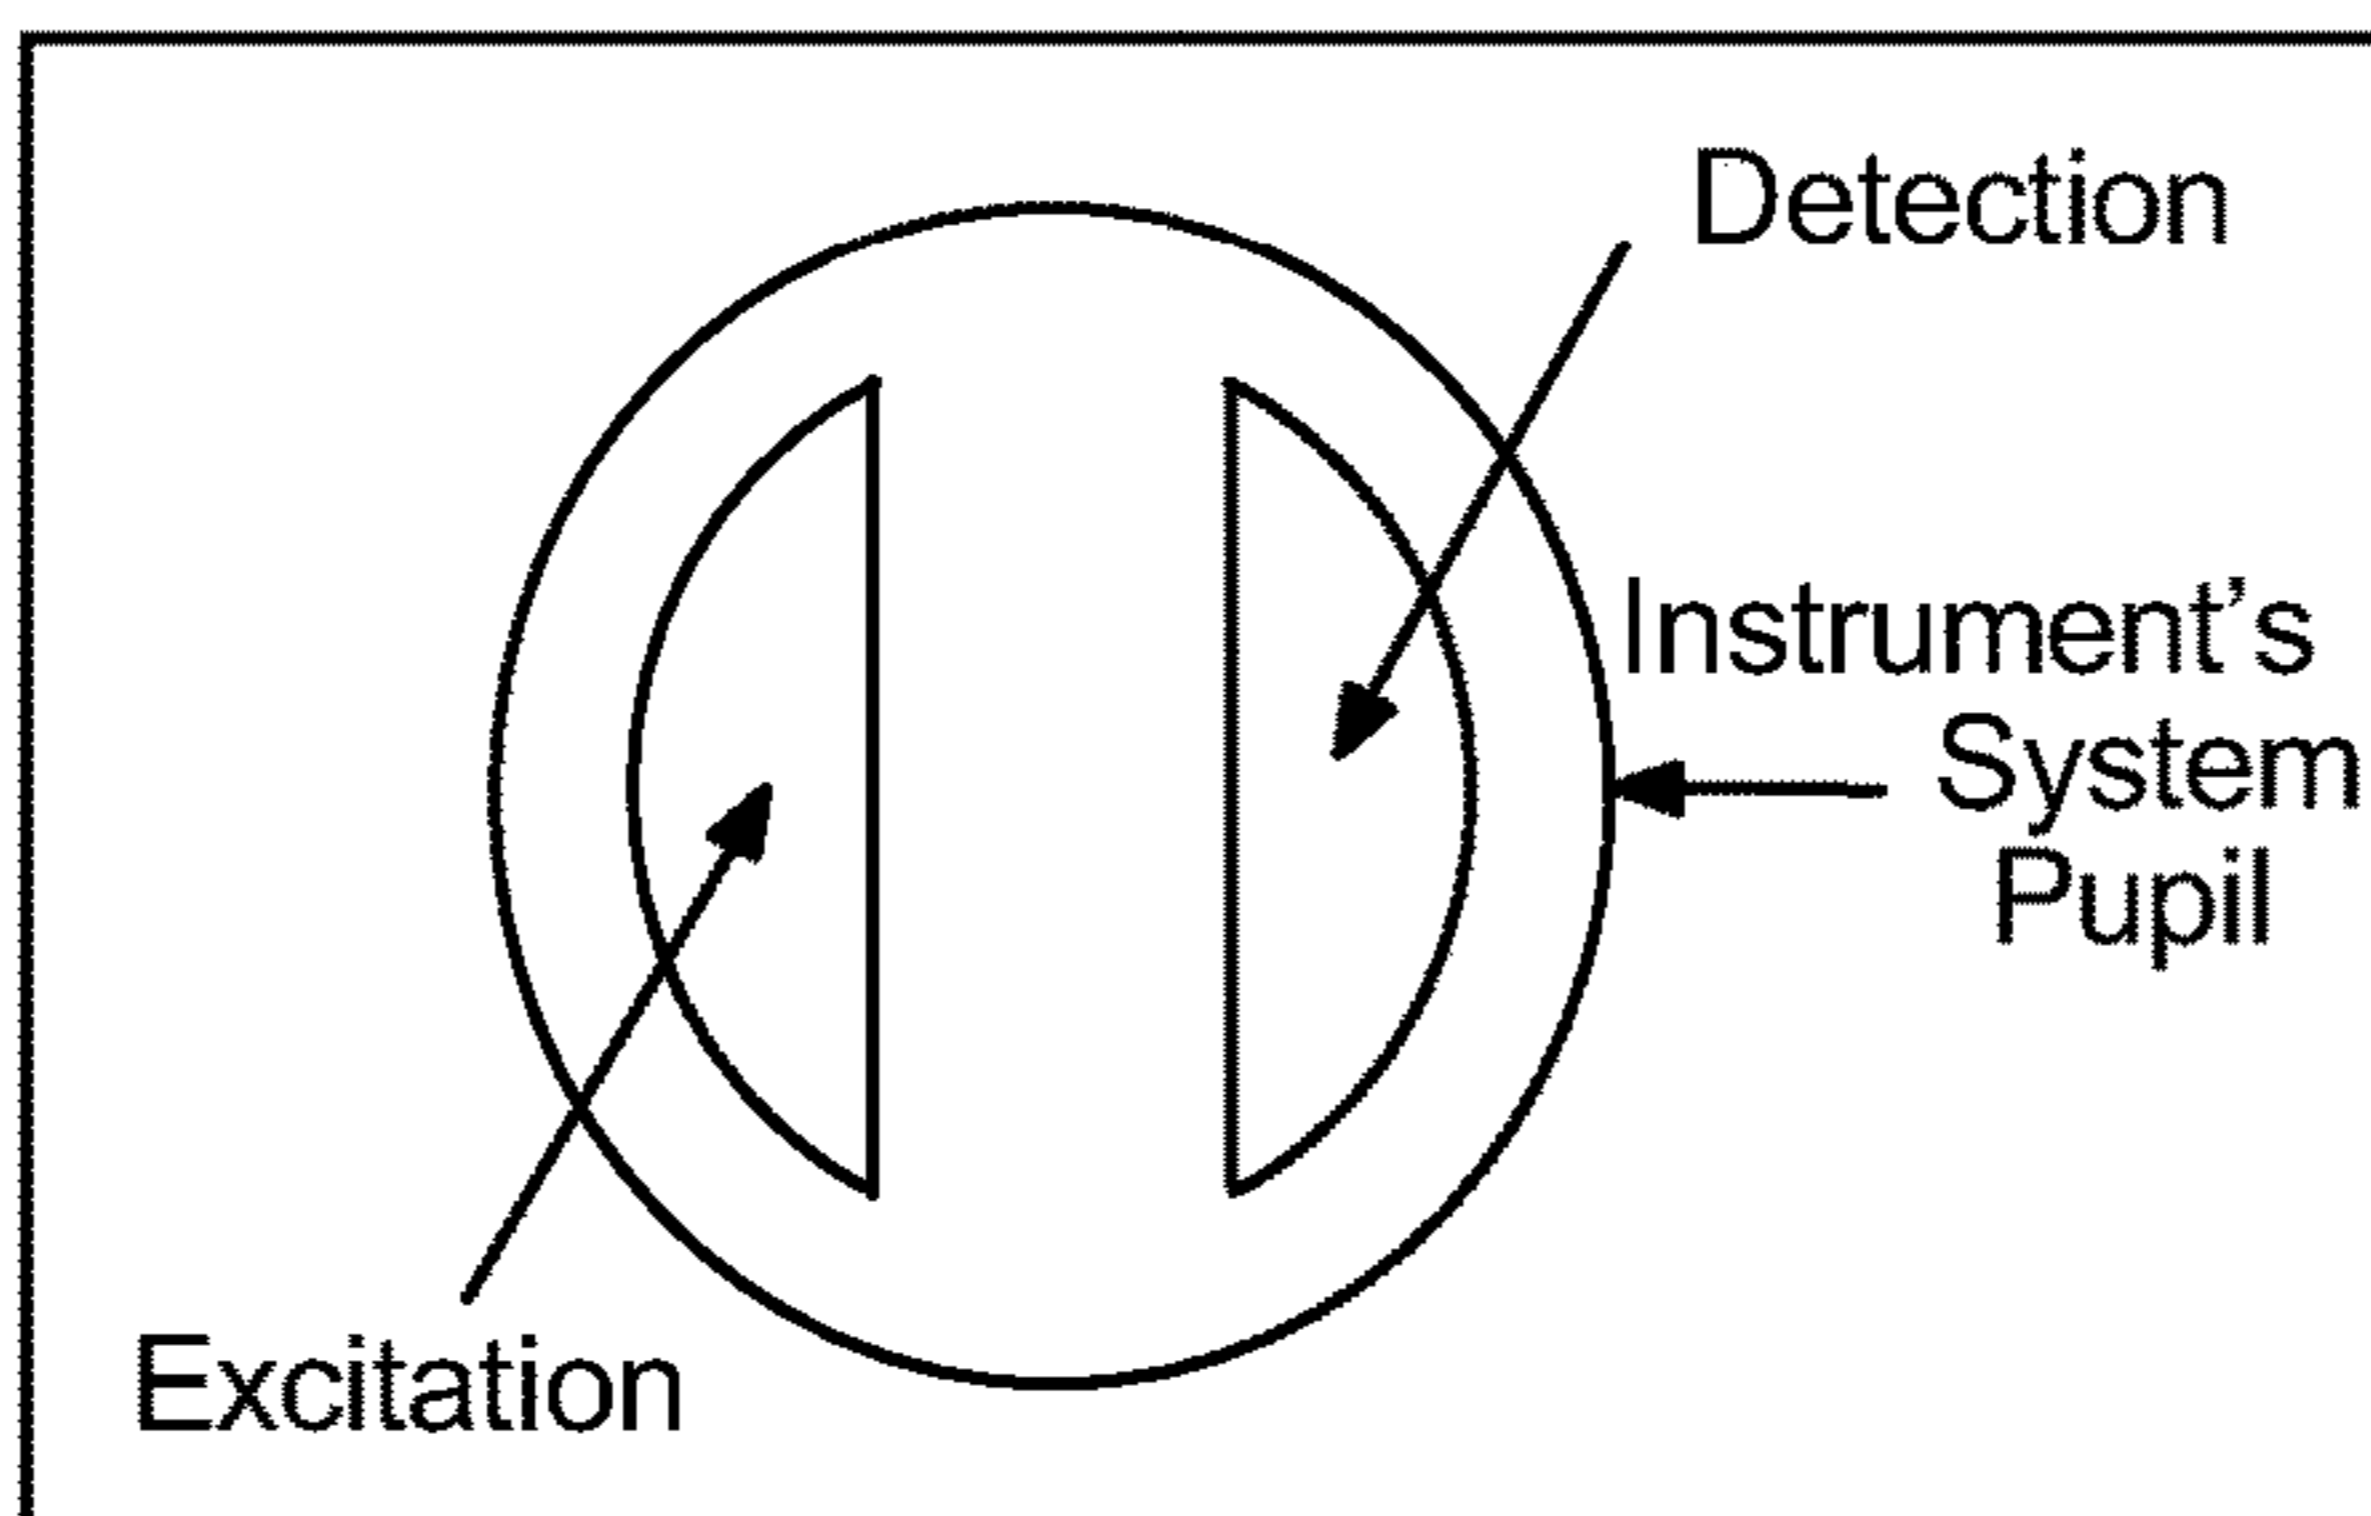 Detection
Instrument’s
System
Pupil
Excitation